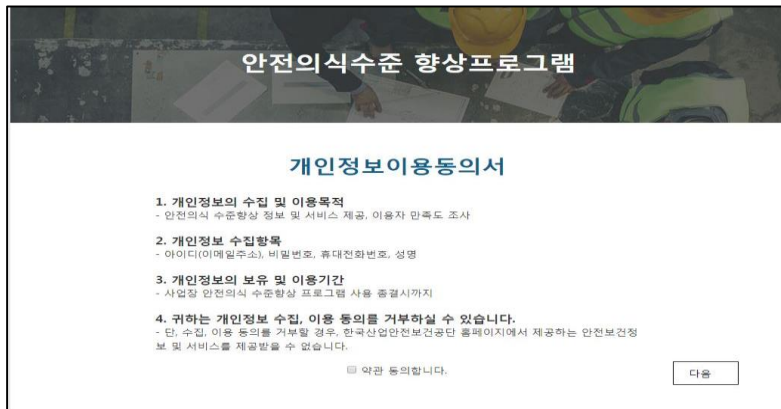 안전의식수준 향상프로그램
개인정보이용동의서
1. 개인정보의 수집 및 이용목적
- 안전의식 수준향상 정보 및 서비스 제공, 이용자 만족도 조사
2. 개인정보 수집항목
- 아이디(이메일주소), 비밀번호, 휴대전화번호, 성명
3. 개인정보의 보유 및 이용기간
- 사업장 안전의식 수준향상 프로그램 사용 종결시까지
4. 귀하는 개인정보 수집, 이용 동의를 거부하실 수 있습니다.
- 단, 수집, 이용 동의를 거부할 경우, 한국산업안전보건공단 홈페이지에서 제공하는 안전보건정
보 및 서비스를 제공받을 수 없습니다.
약관 동의합니다.
다음